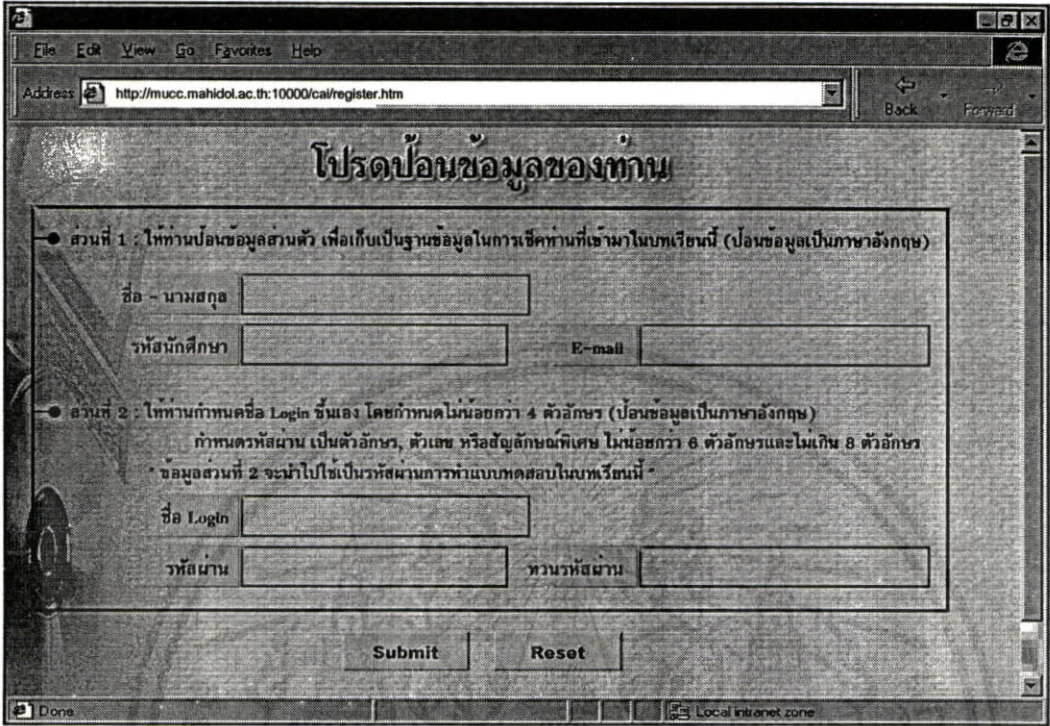 File Edit View Go Favorites Help
Address http://mucc.mahidol.ac.th:10000/cai/register.htm Back Forward
โปรดป้อนข้อมูลของท่าน
ส่วนที่ 1 : ให้ท่านป้อนข้อมูลส่วนตัว เพื่อเก็บเป็นฐานข้อมูลในการเช็คท่านที่เข้ามาในบทเรียนนี้ (ป้อนข้อมูลเป็นภาษาอังกฤษ)
ชื่อ - นามสกุล
รหัสนักศึกษา E-mail
ส่วนที่ 2 : ให้ท่านกำหนดชื่อ Login ขึ้นเอง โดยกำหนดไม่น้อยกว่า 4 ตัวอักษร (ป้อนข้อมูลเป็นภาษาอังกฤษ)
กำหนดรหัสผ่าน เป็นตัวอักษร, ตัวเลข หรือสัญลักษณ์พิเศษ ไม่น้อยกว่า 6 ตัวอักษรและไม่เกิน 8 ตัวอักษร
" ข้อมูลส่วนที่ 2 จะนำไปใช้เป็นรหัสผ่านการทำแบบทดสอบในบทเรียนนี้ "
ชื่อ Login
รหัสผ่าน ทวนรหัสผ่าน
Submit Reset
Done Local intranet zone